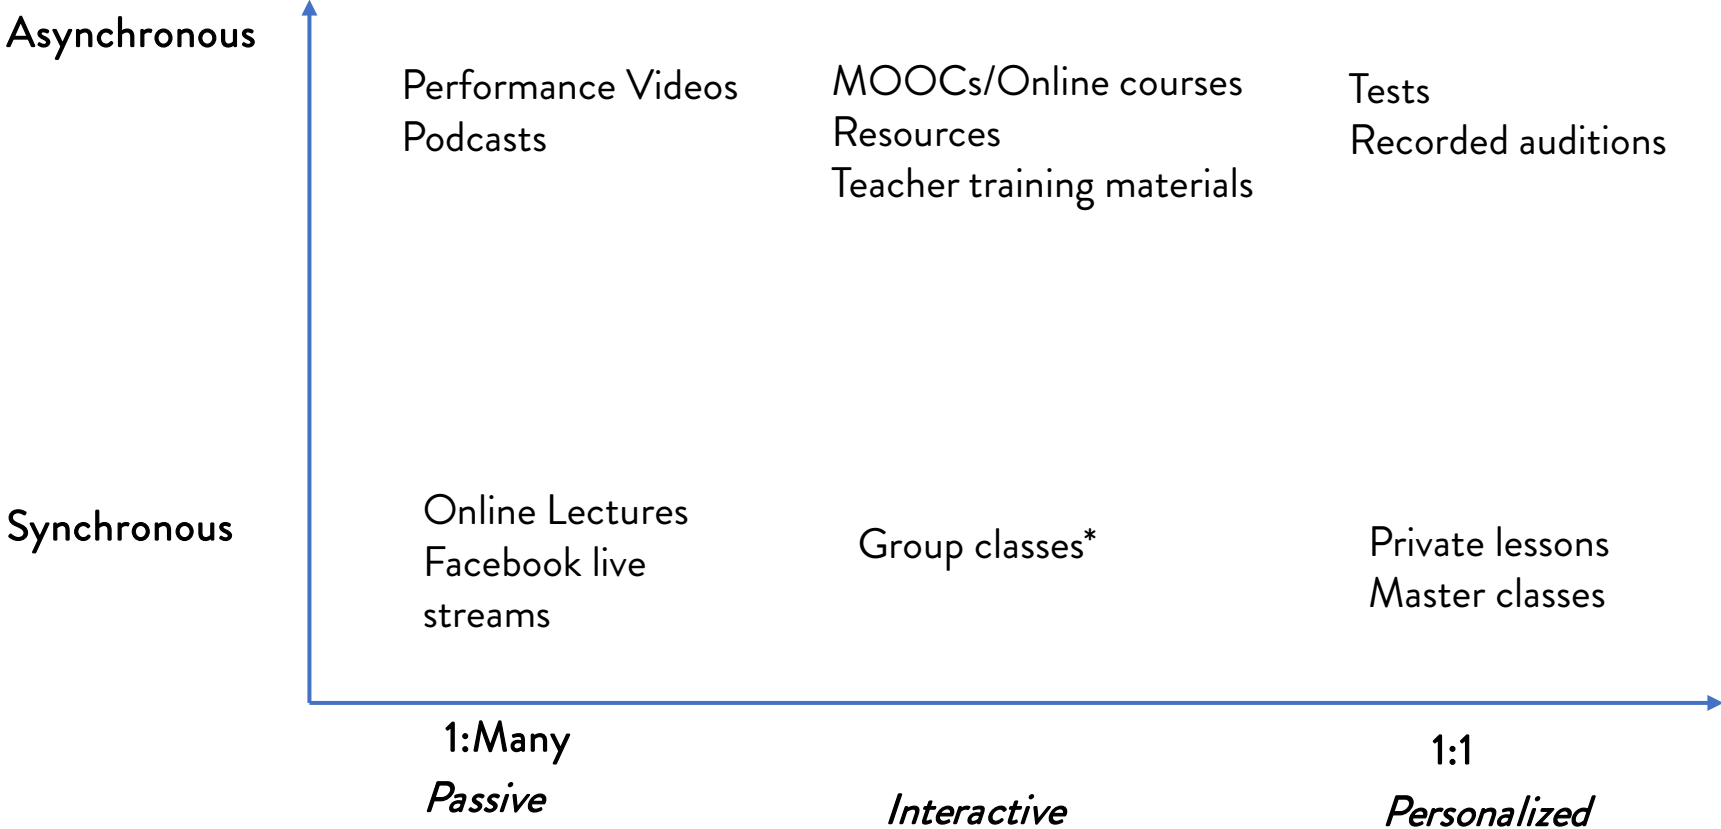 Asynchronous
Performance Videos
Podcasts
MOOCs/Online courses
Resources
Teacher training materials
Tests
Recorded auditions
Synchronous
Online Lectures
Facebook live
streams
Group classes*
Private lessons
Master classes
1:Many
Passive
Interactive
1:1
Personalized